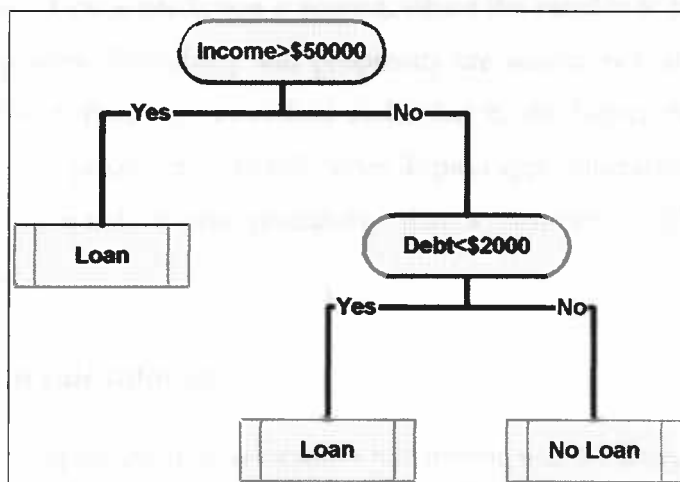 Income>$50000
Yes
No
Loan
Debt<$2000
Yes
No
Loan
No Loan